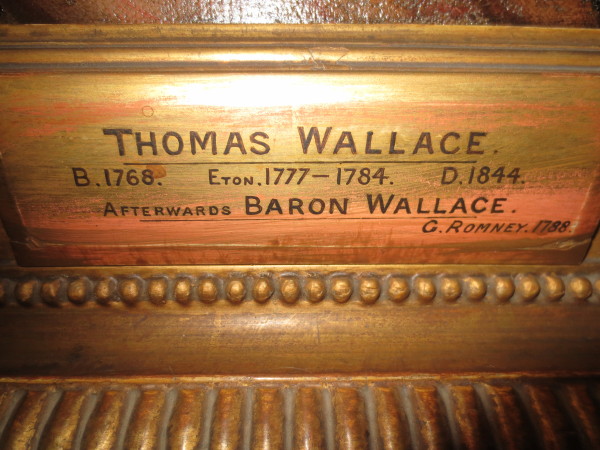 THOMAS WALLACE.
B.1768. ETON.1777-1784. D.1844.
AFTERWARDS BARON WALLACE.
G. ROMNEY. 1788.